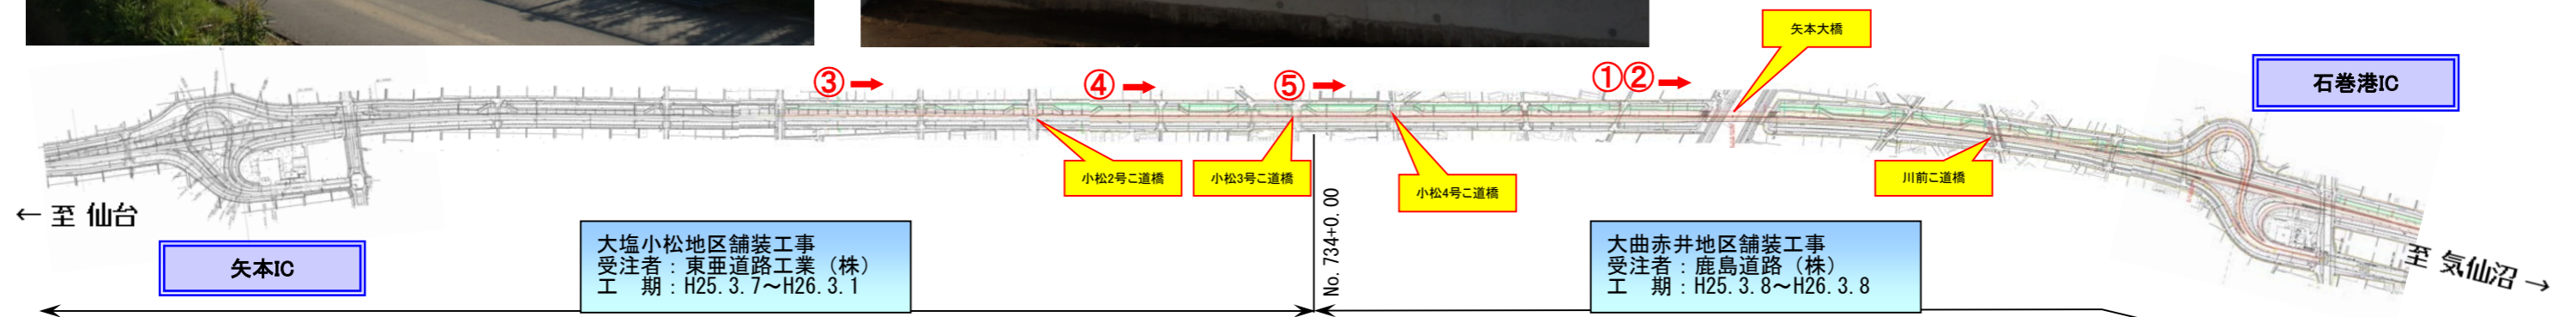 矢本大橋
③ → ④ → ⑤ → ①② →
石巻港IC
小松2号こ道橋
小松3号こ道橋
小松4号こ道橋
川前こ道橋
← 至 仙台
矢本IC
大塩小松地区舗装工事
受注者：東亜道路工業（株）
工　期：H25.3.7～H26.3.1
No. 734+0.00
大曲赤井地区舗装工事
受注者：鹿島道路（株）
工　期：H25.3.8～H26.3.8
至 気仙沼 →